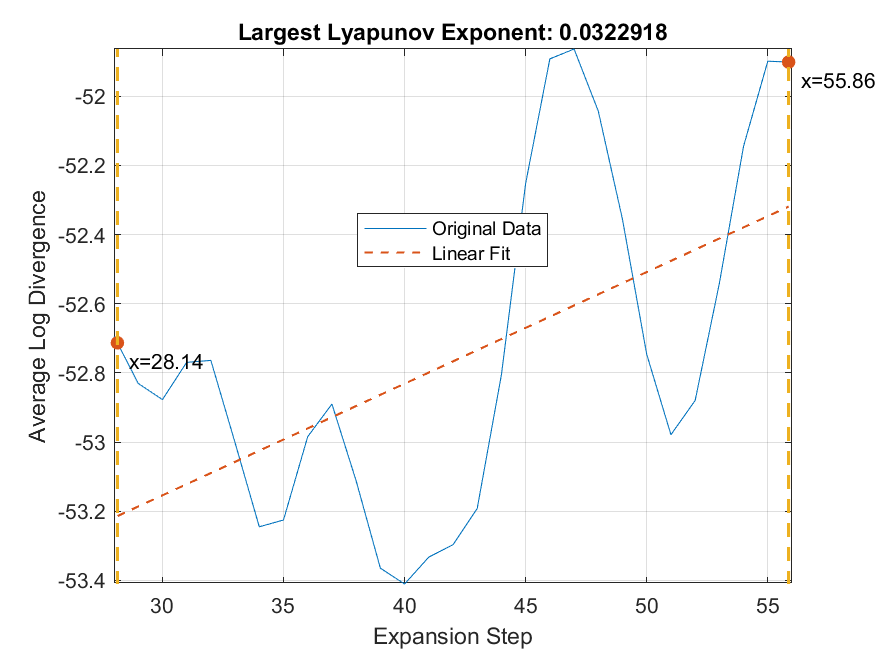 Largest Lyapunov Exponent: 0.0322918
-52
-52.2
-52.4
-52.6
-52.8
-53
-53.2
-53.4
Average Log Divergence
x=55.86
Original Data
Linear Fit
x=28.14
30 35 40 45 50 55
Expansion Step